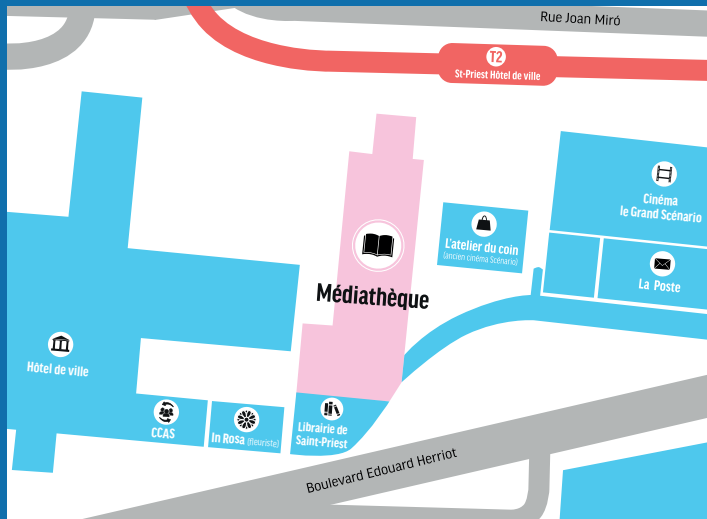 Rue Joan Miró
T2
St-Priest Hôtel de ville
Cinéma
le Grand Scénario
L'atelier du coin
(ancien cinéma Scénario)
La Poste
Médiathèque
Hôtel de ville
CCAS
In Rosa (fleuriste)
Librairie de
Saint-Priest
Boulevard Edouard Herriot